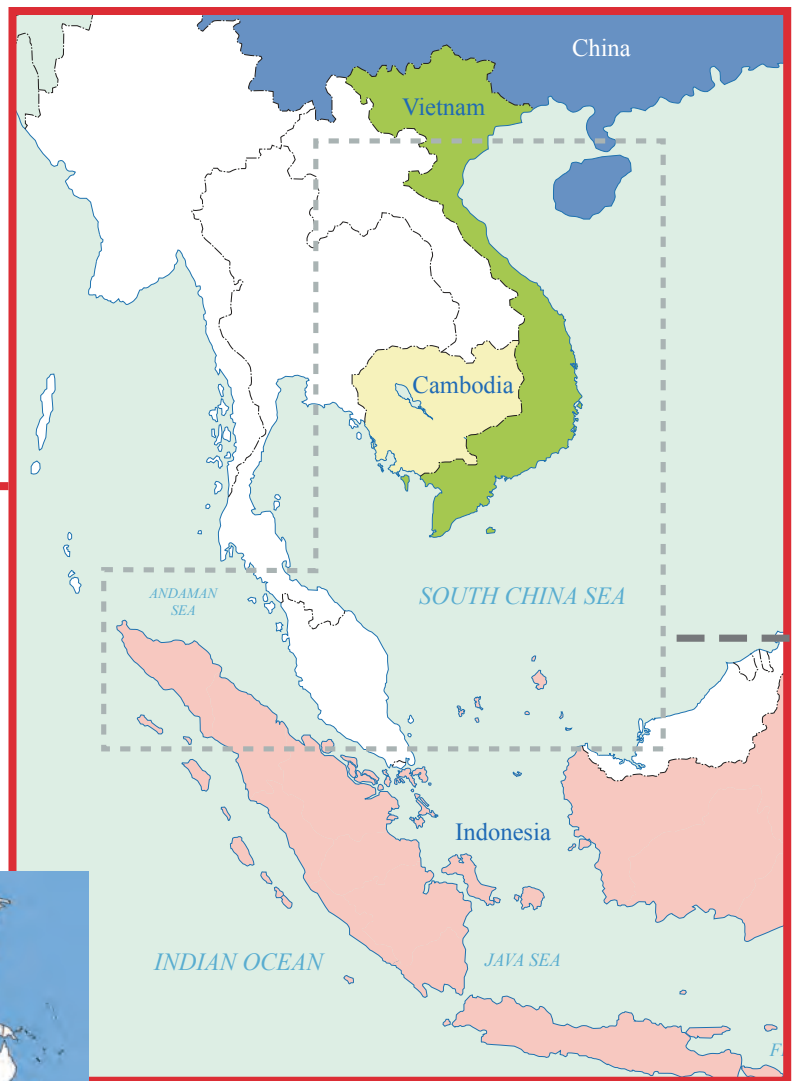 China
Vietnam
Cambodia
ANDAMAN
SEA
SOUTH CHINA SEA
Indonesia
INDIAN OCEAN
JAVA SEA